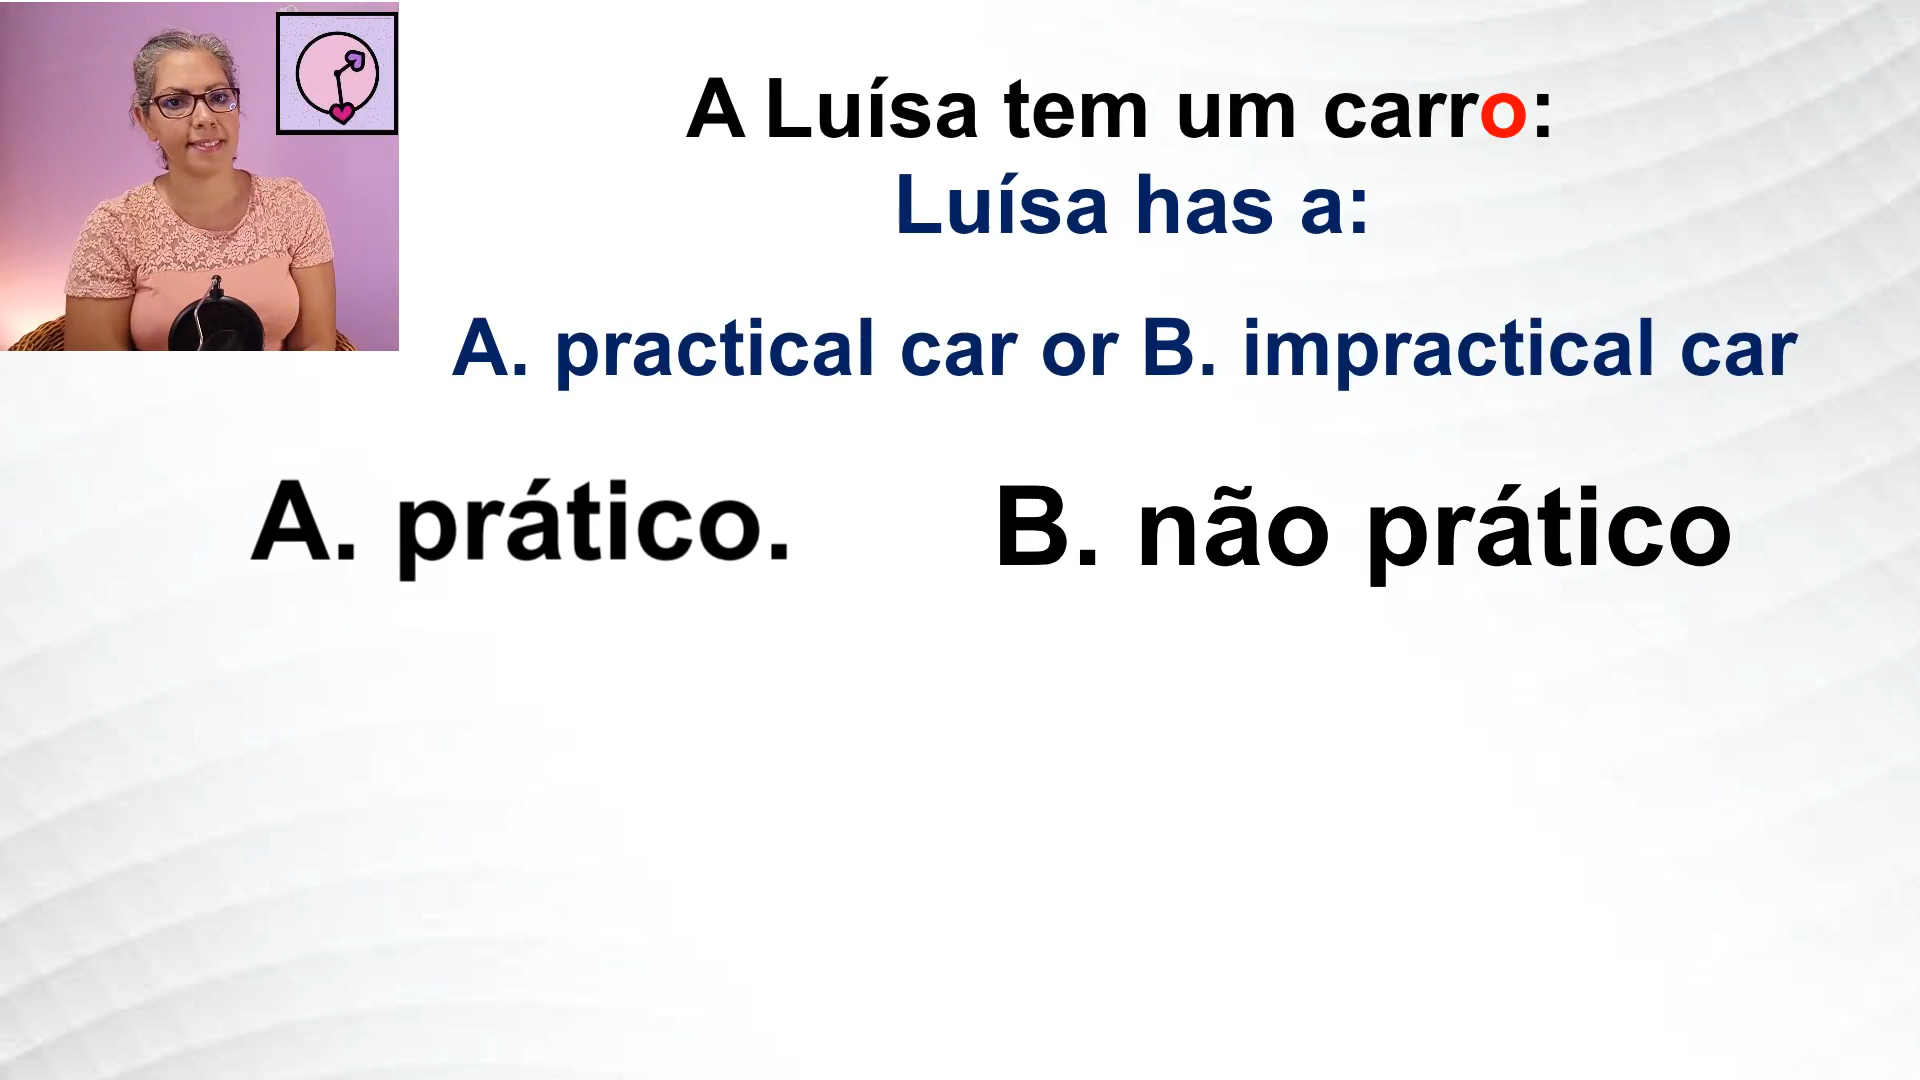 A Luísa tem um carro:
Luísa has a:
A. practical car or B. impractical car
A. prático.
B. não prático